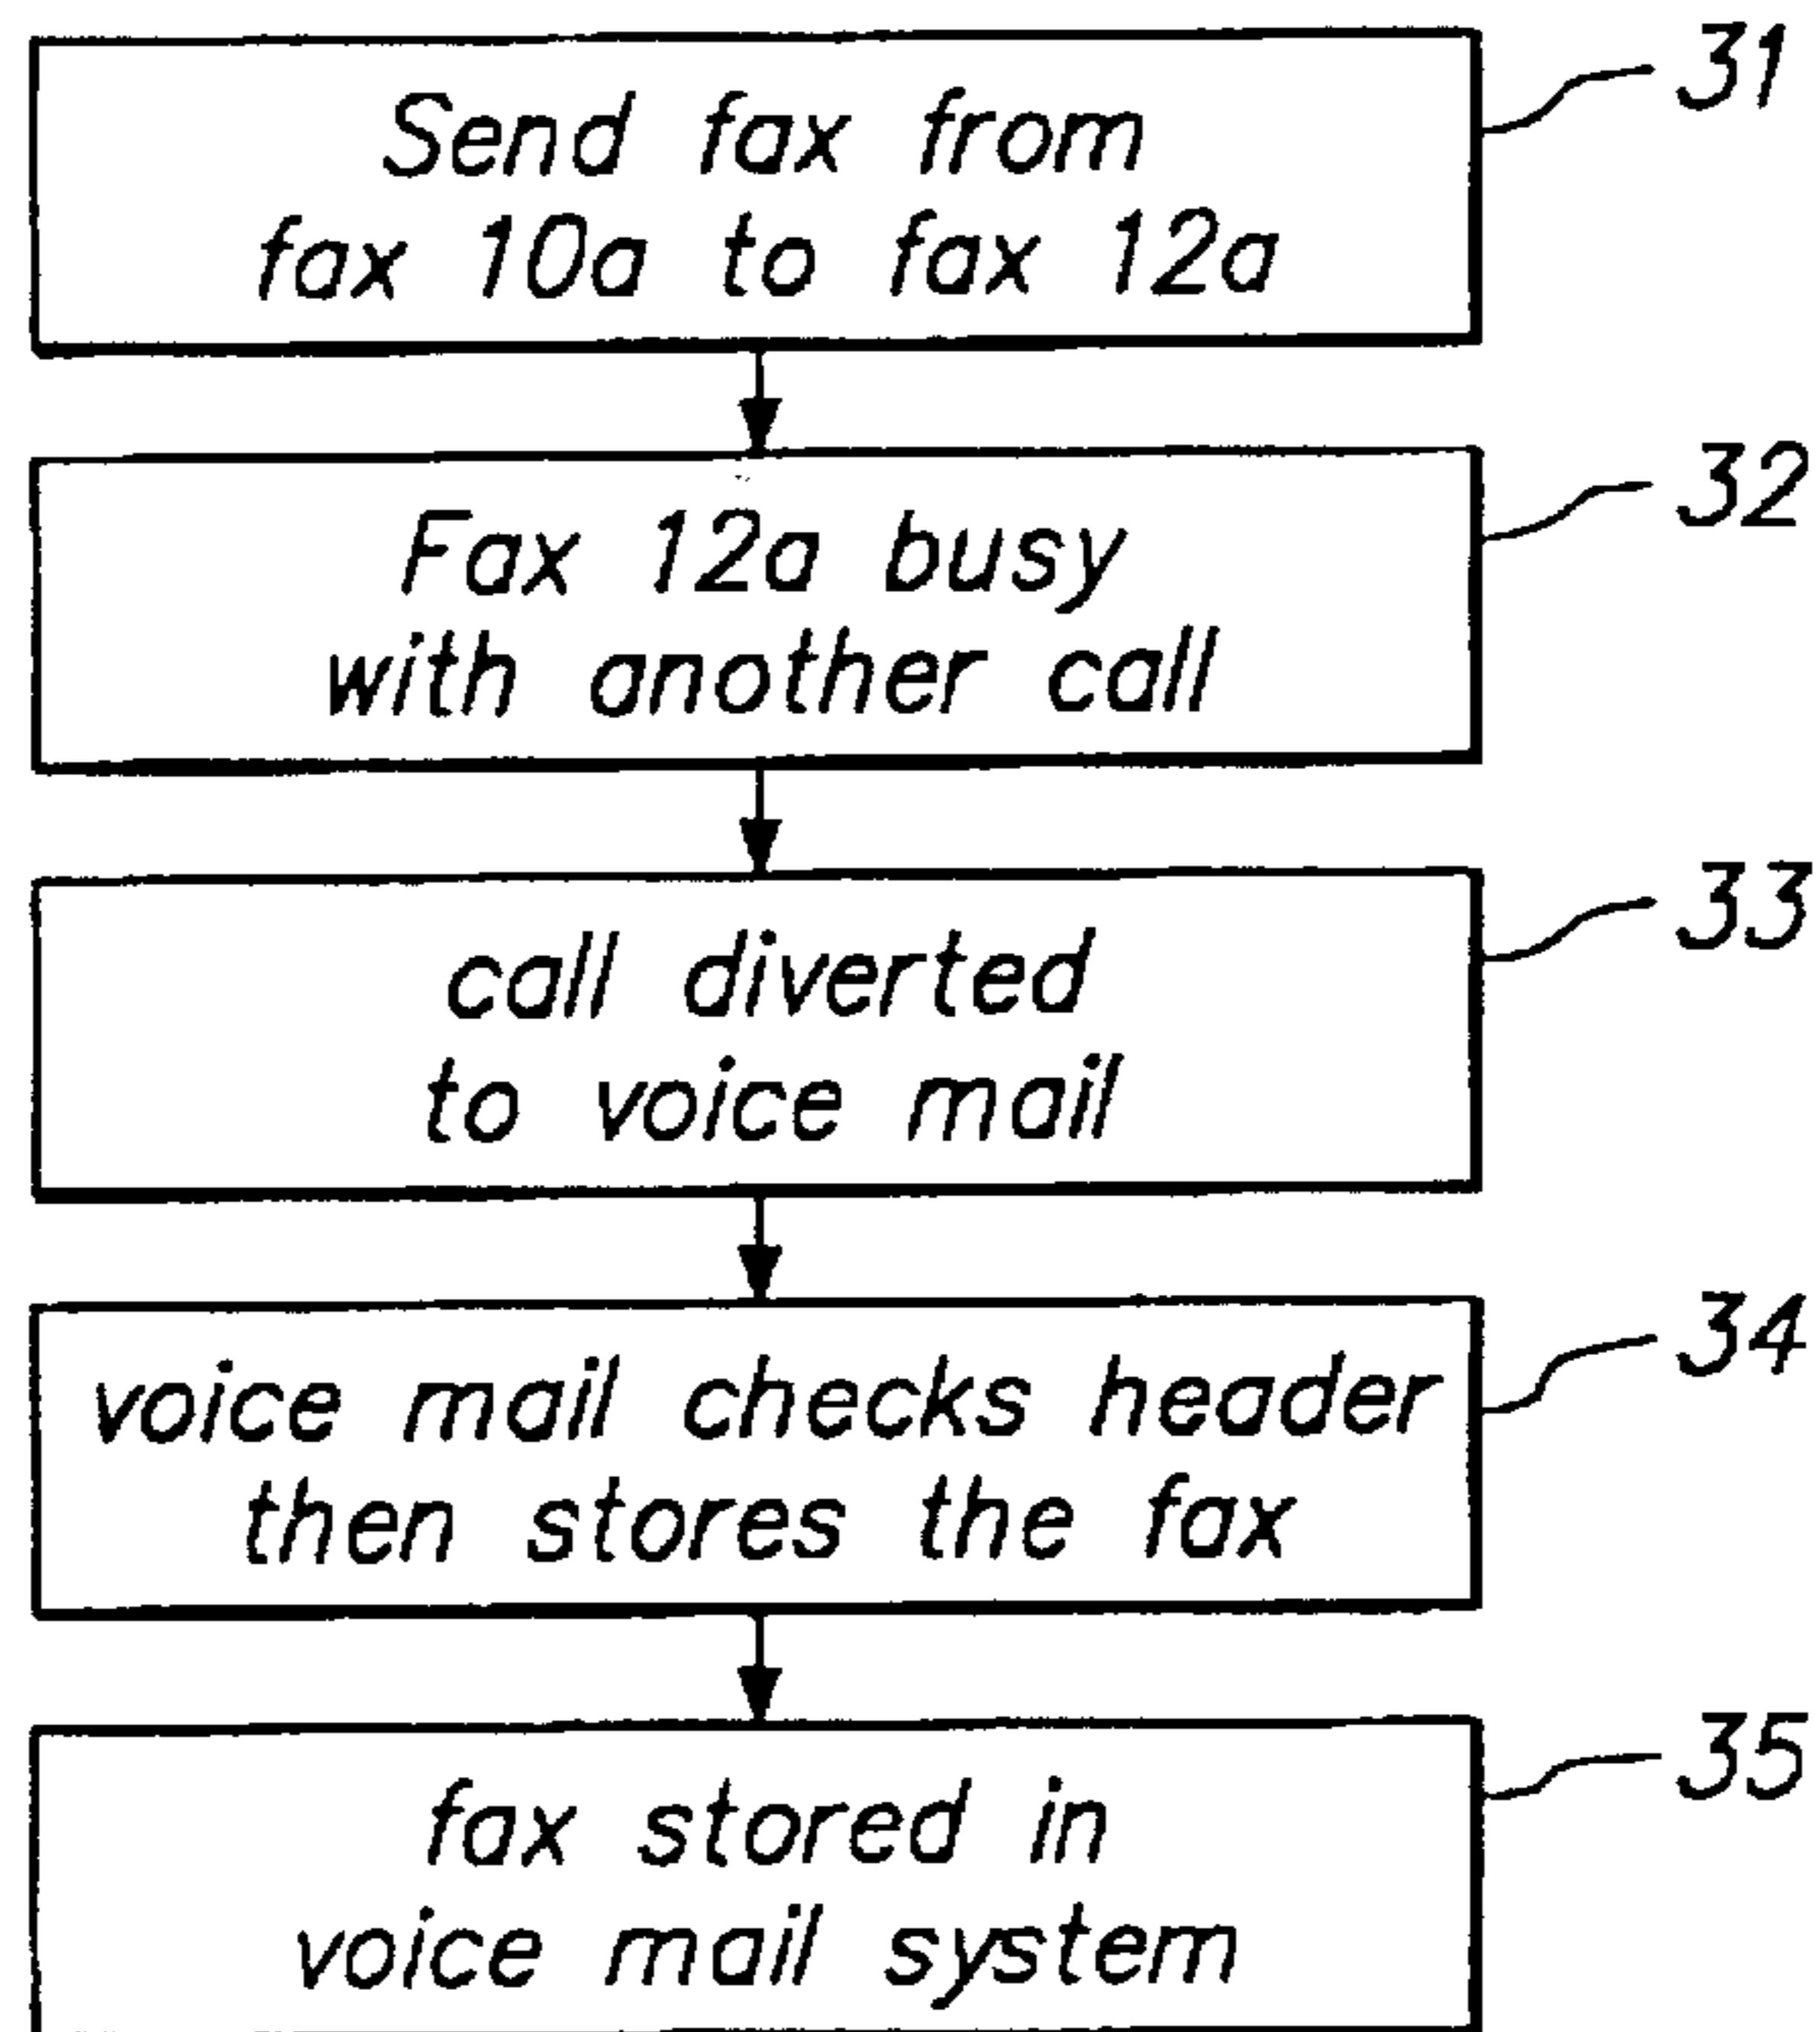 Send fax from
fax 10a to fax 12a
31
Fax 12a busy
with another call
32
call diverted
to voice mail
33
voice mail checks header
then stores the fax
34
fax stored in
voice mail system
35